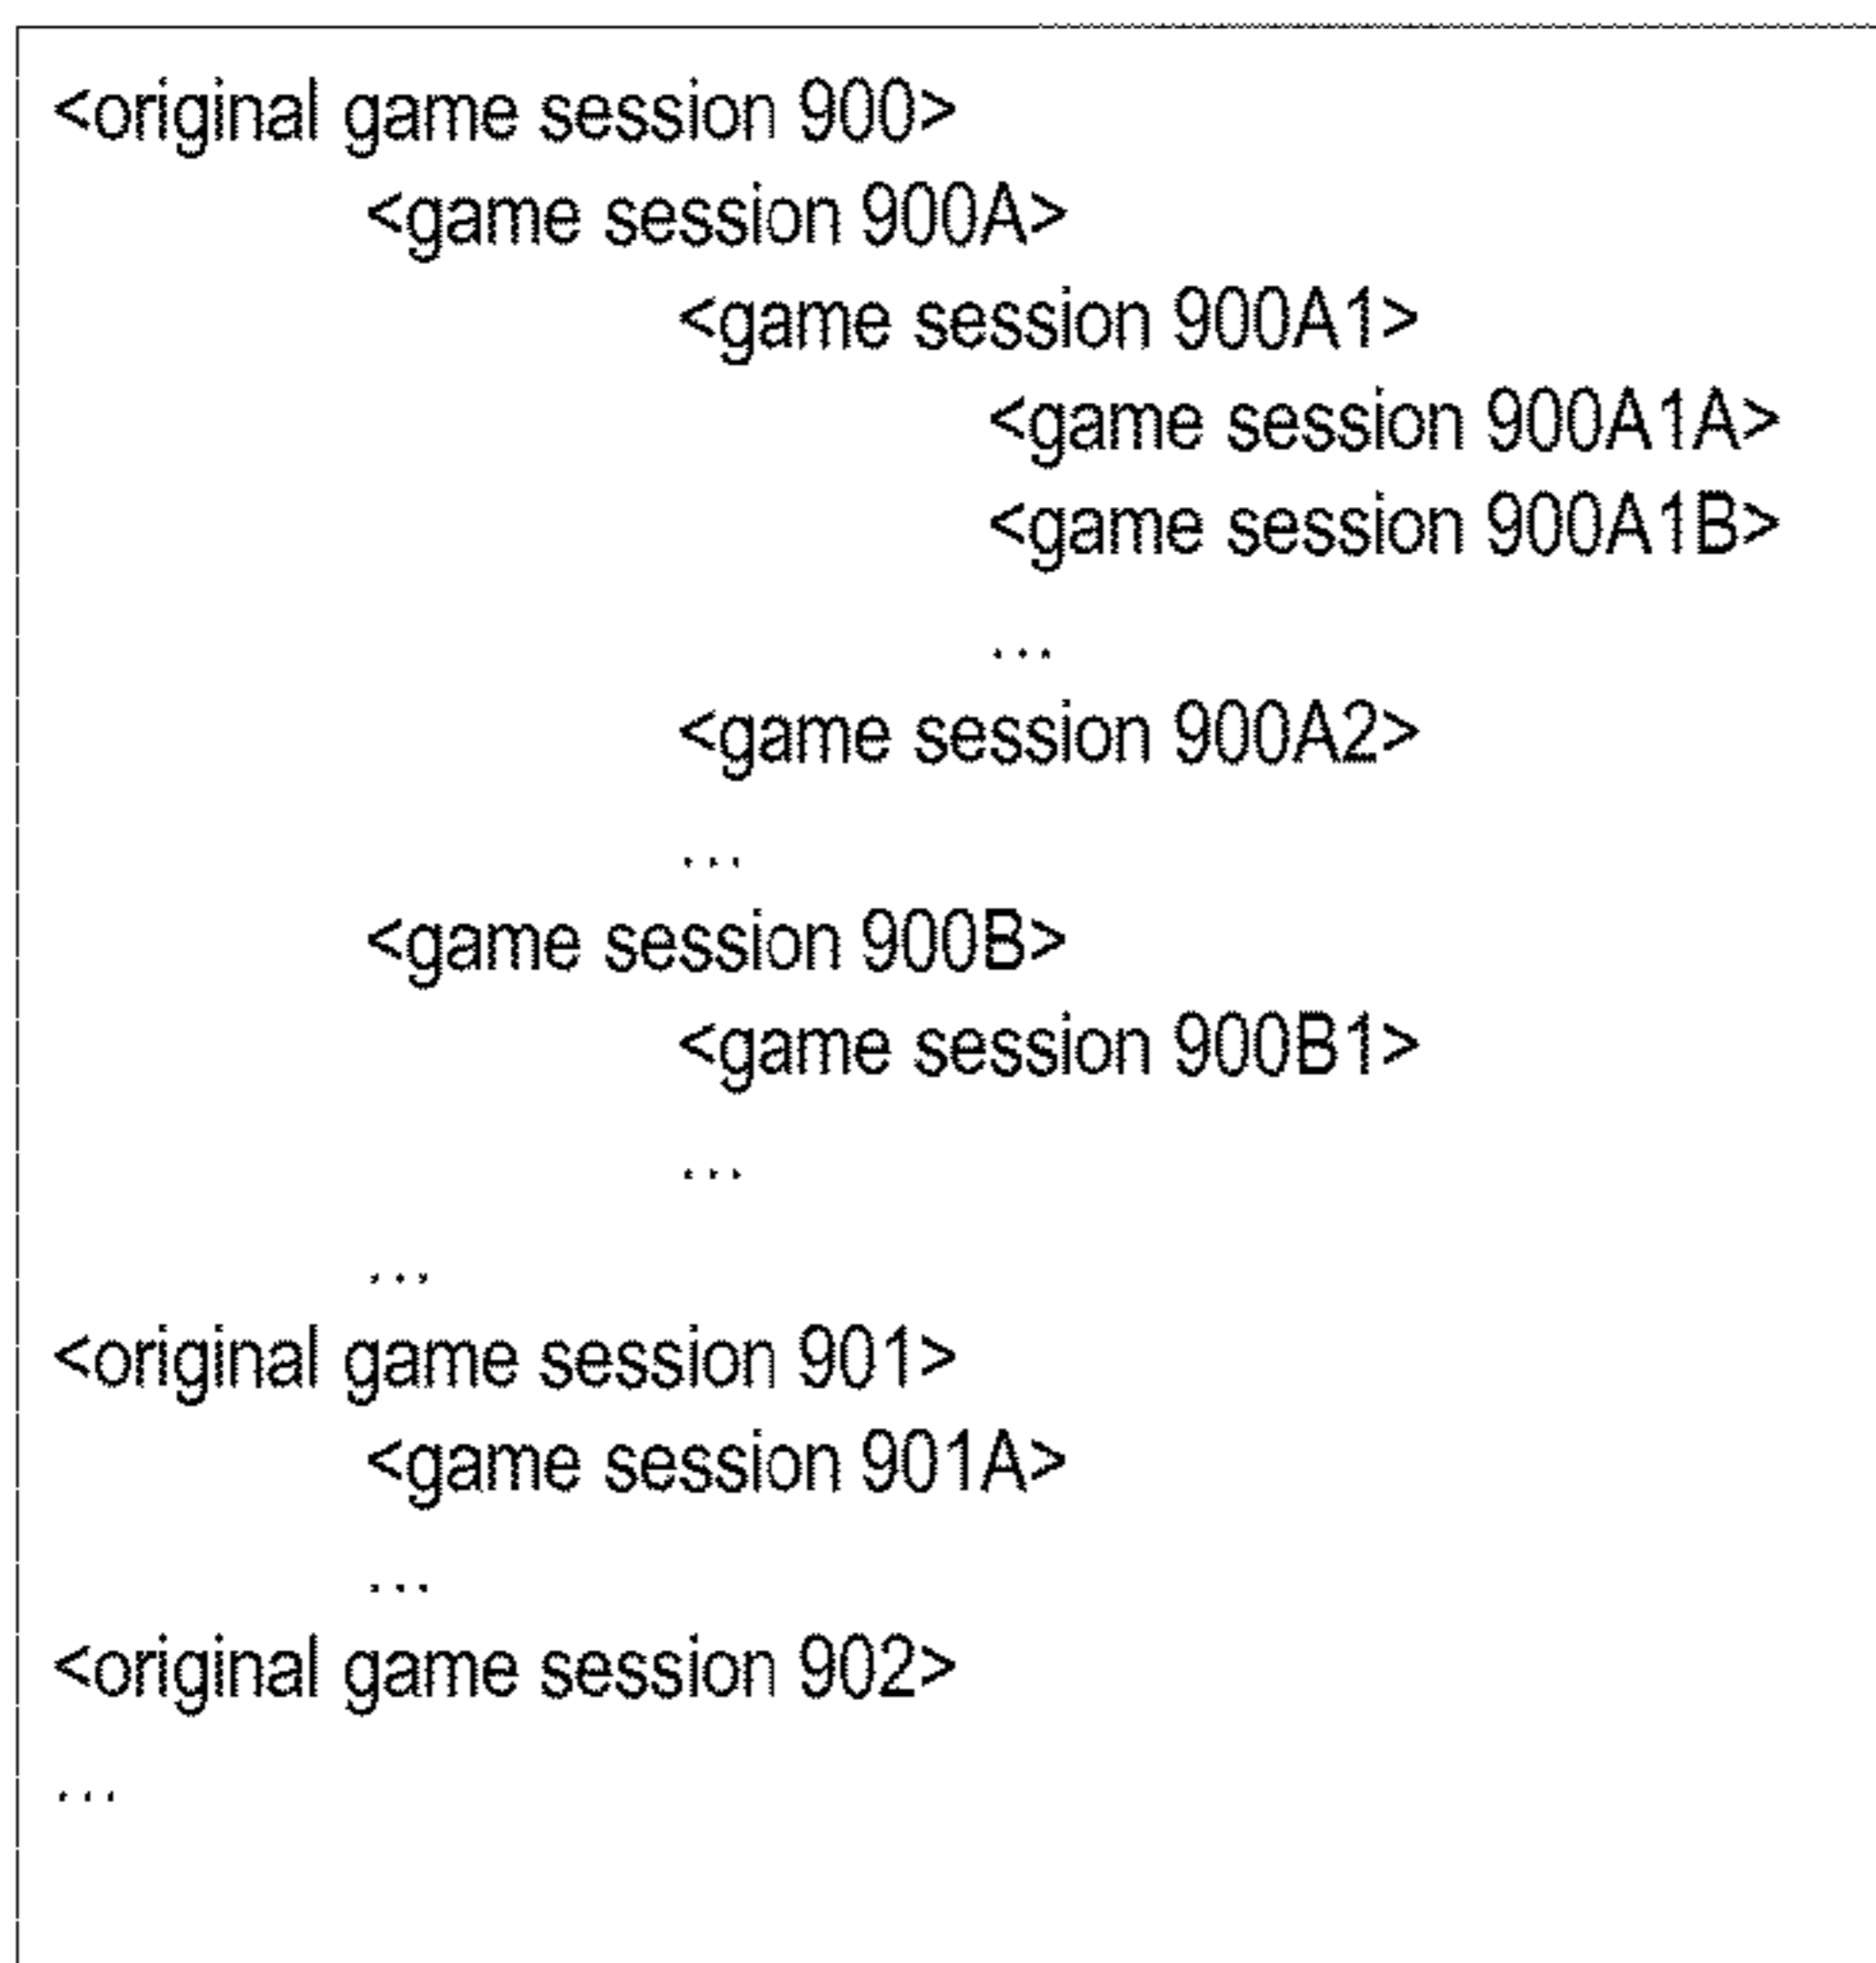 <original game session 900>
<game session 900A>
<game session 900A1>
<game session 900A1A>
<game session 900A1B>
...
<game session 900A2>
...
<game session 900B>
<game session 900B1>
...
...
<original game session 901>
<game session 901A>
...
<original game session 902>
...